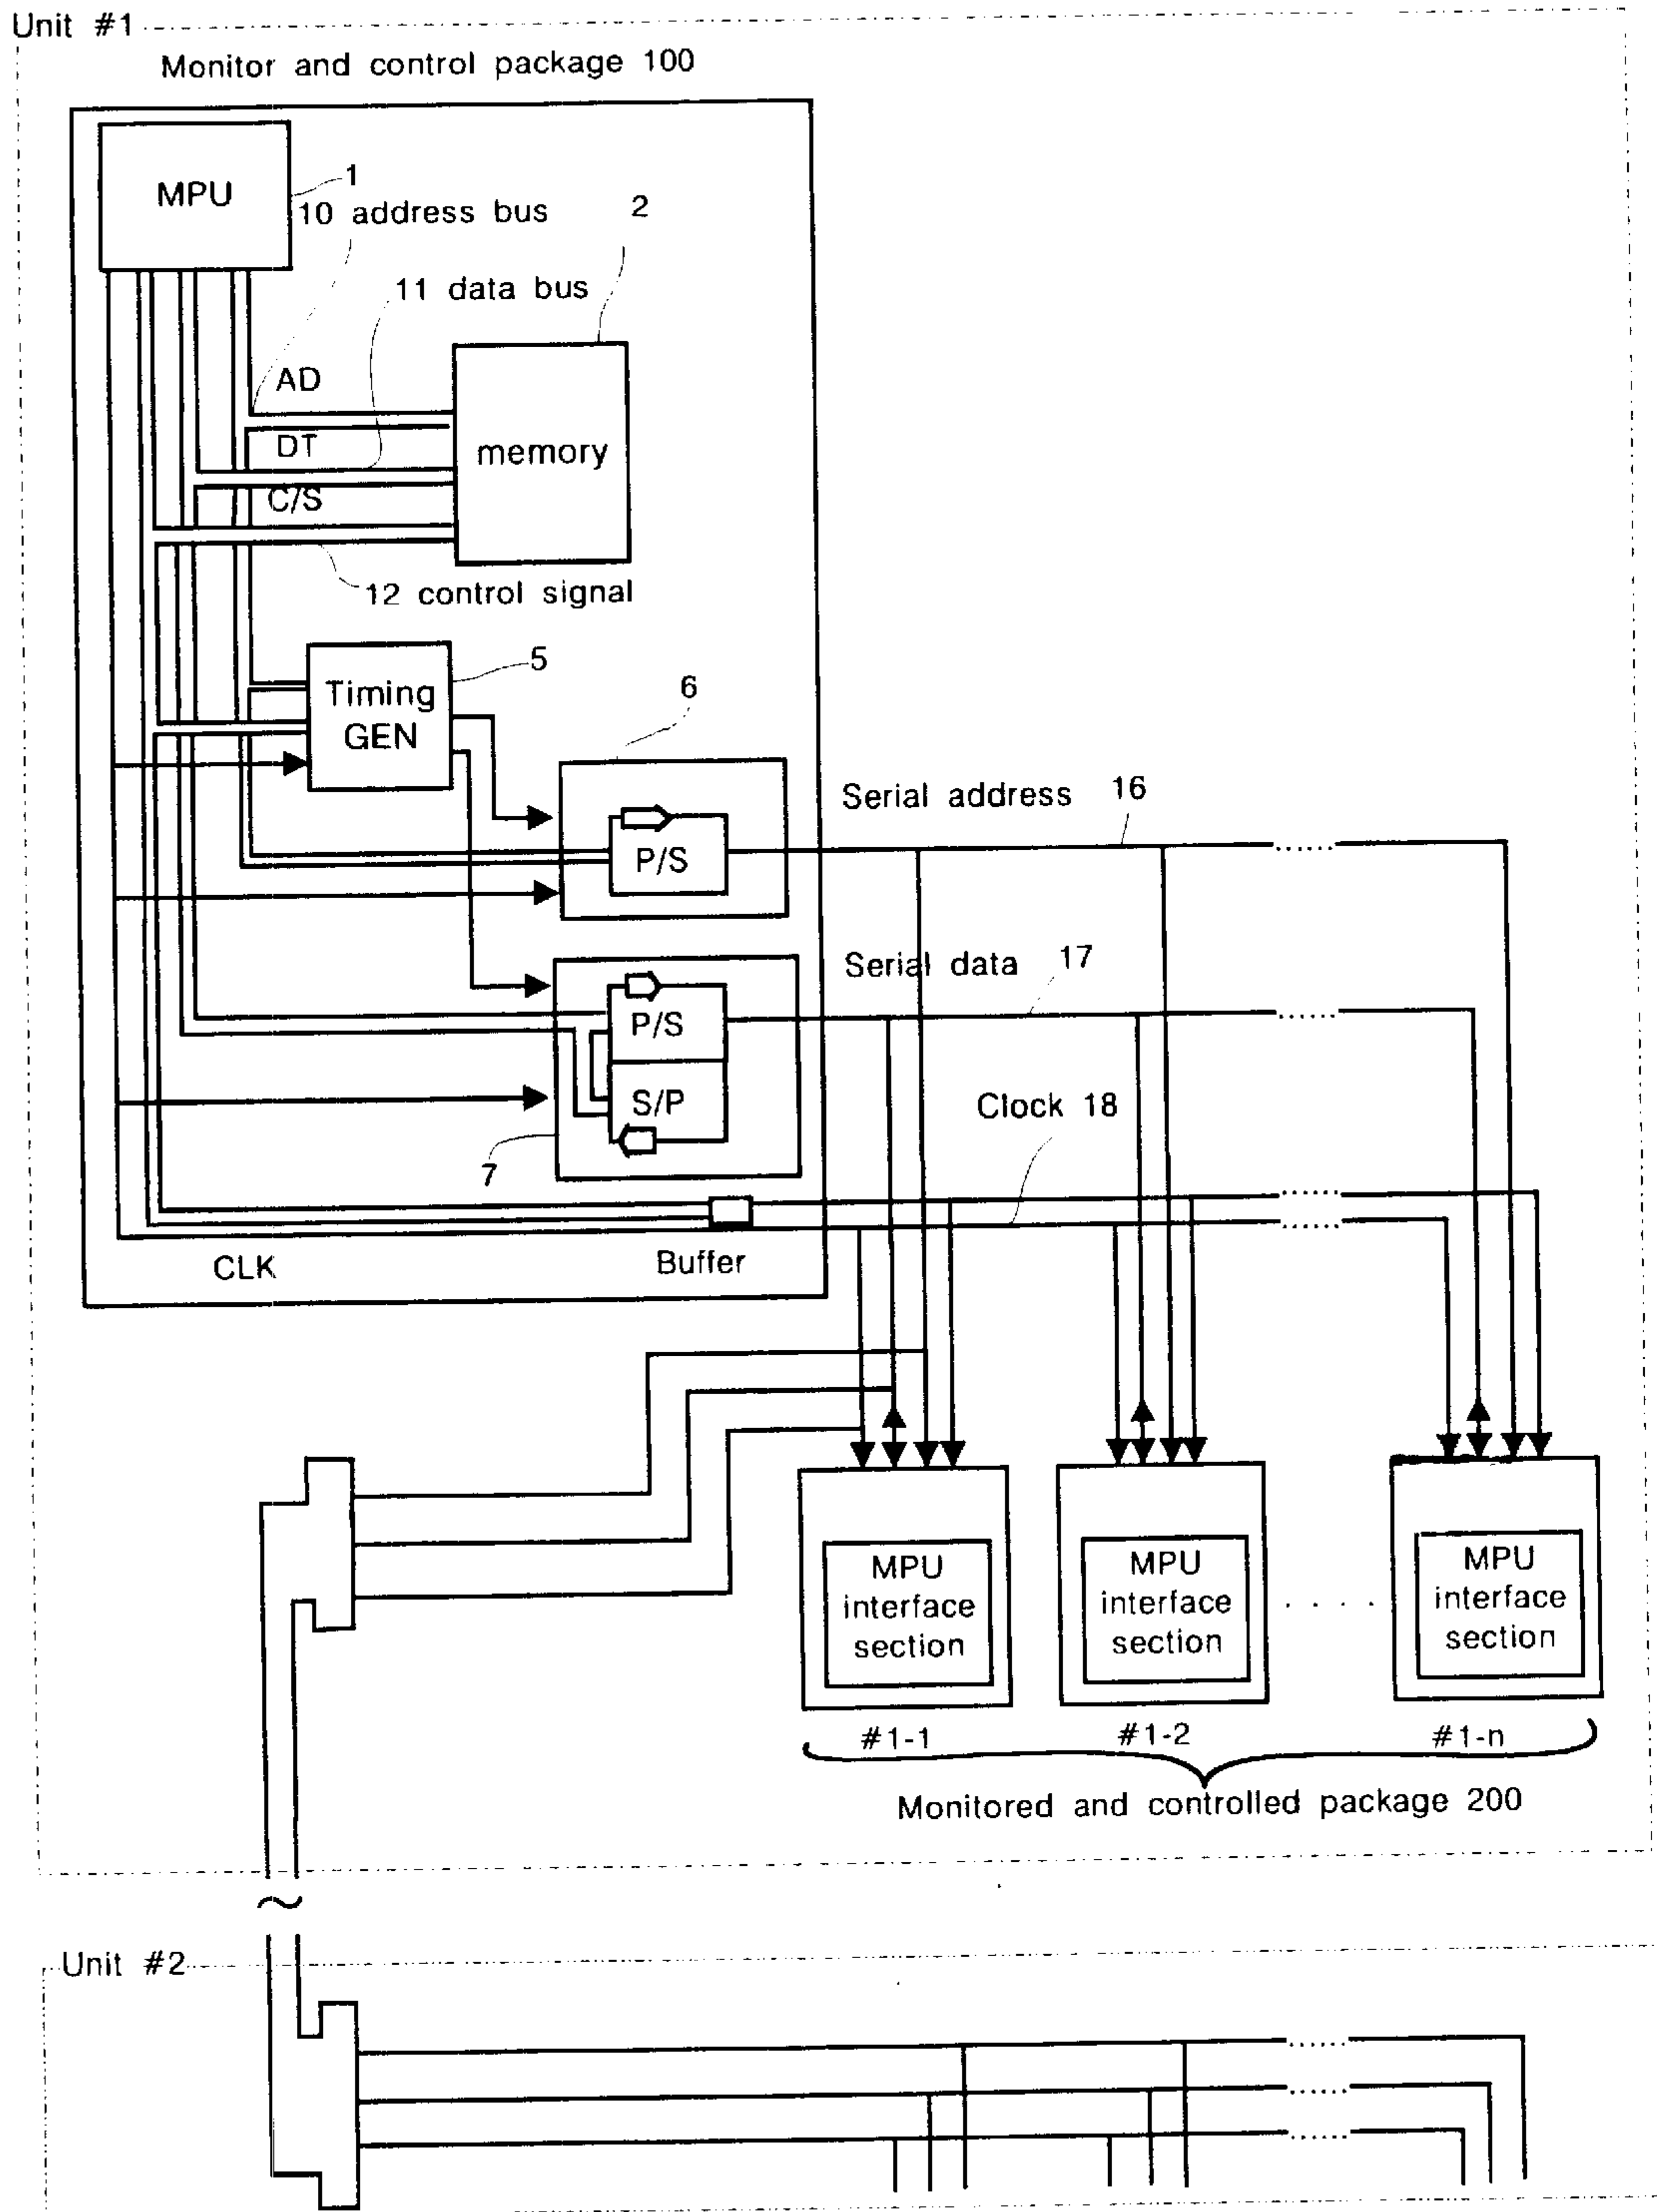 Unit #1
Monitor and control package 100
MPU
1
10 address bus
2
11 data bus
AD
DT
memory
C/S
12 control signal
5
Timing
GEN
6
Serial address 16
P/S
Serial data 17
P/S
S/P
Clock 18
7
CLK
Buffer
MPU
interface
section
MPU
interface
section
MPU
interface
section
#1-1
#1-2
#1-n
Monitored and controlled package 200
Unit #2